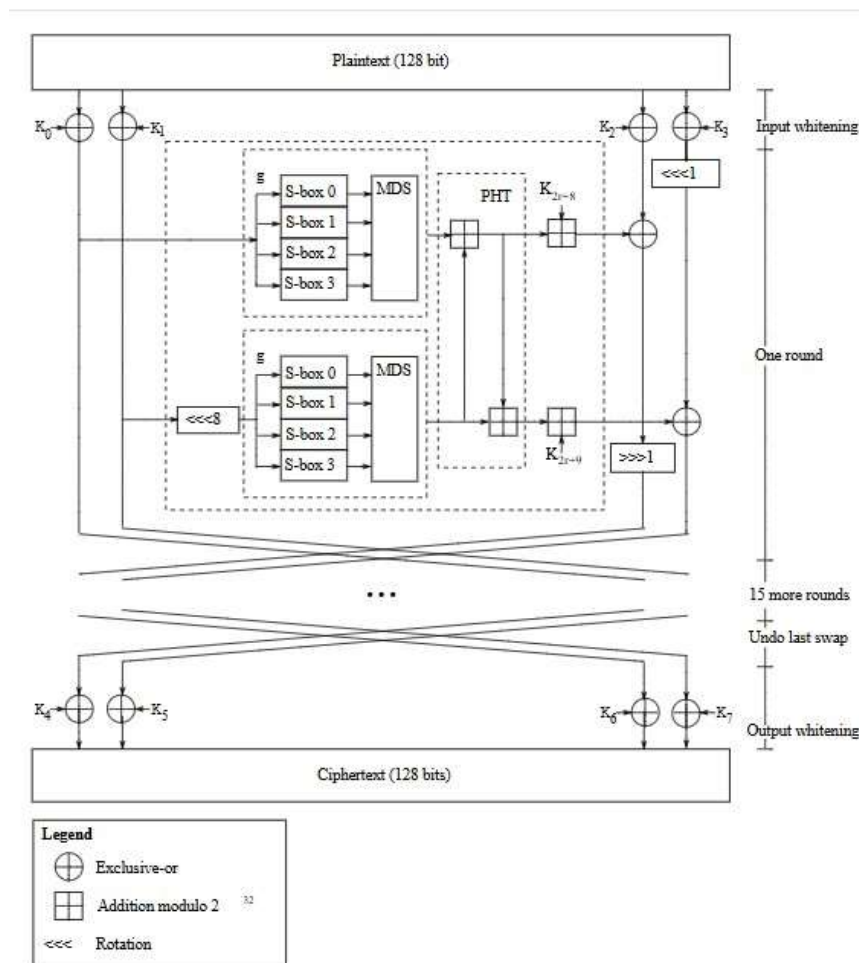 Plaintext (128 bit)
K0
K1
K2
K3
Input whitening
<<<1
g
S-box 0
S-box 1
S-box 2
S-box 3
MDS
PHT
K2r-8
One round
g
S-box 0
S-box 1
S-box 2
S-box 3
MDS
<<<8
K2r-9
>>>1
...
15 more rounds
Undo last swap
K4
K5
K6
K7
Output whitening
Ciphertext (128 bits)
Legend
Exclusive-or
Addition modulo 2 32
<<< Rotation